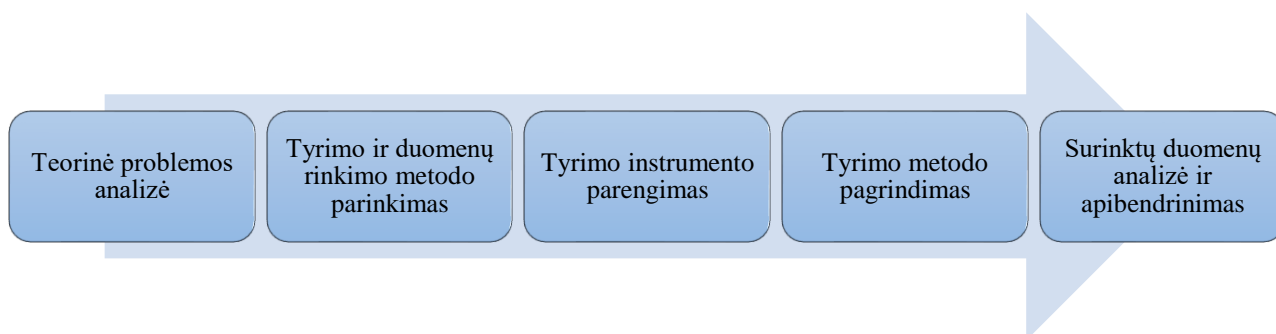 Teorinė problemos
analizė
Tyrimo ir duomenų
rinkimo metodo
parinkimas
Tyrimo instrumento
parengimas
Tyrimo metodo
pagrindimas
Surinktų duomenų
analizė ir
apibendrinimas